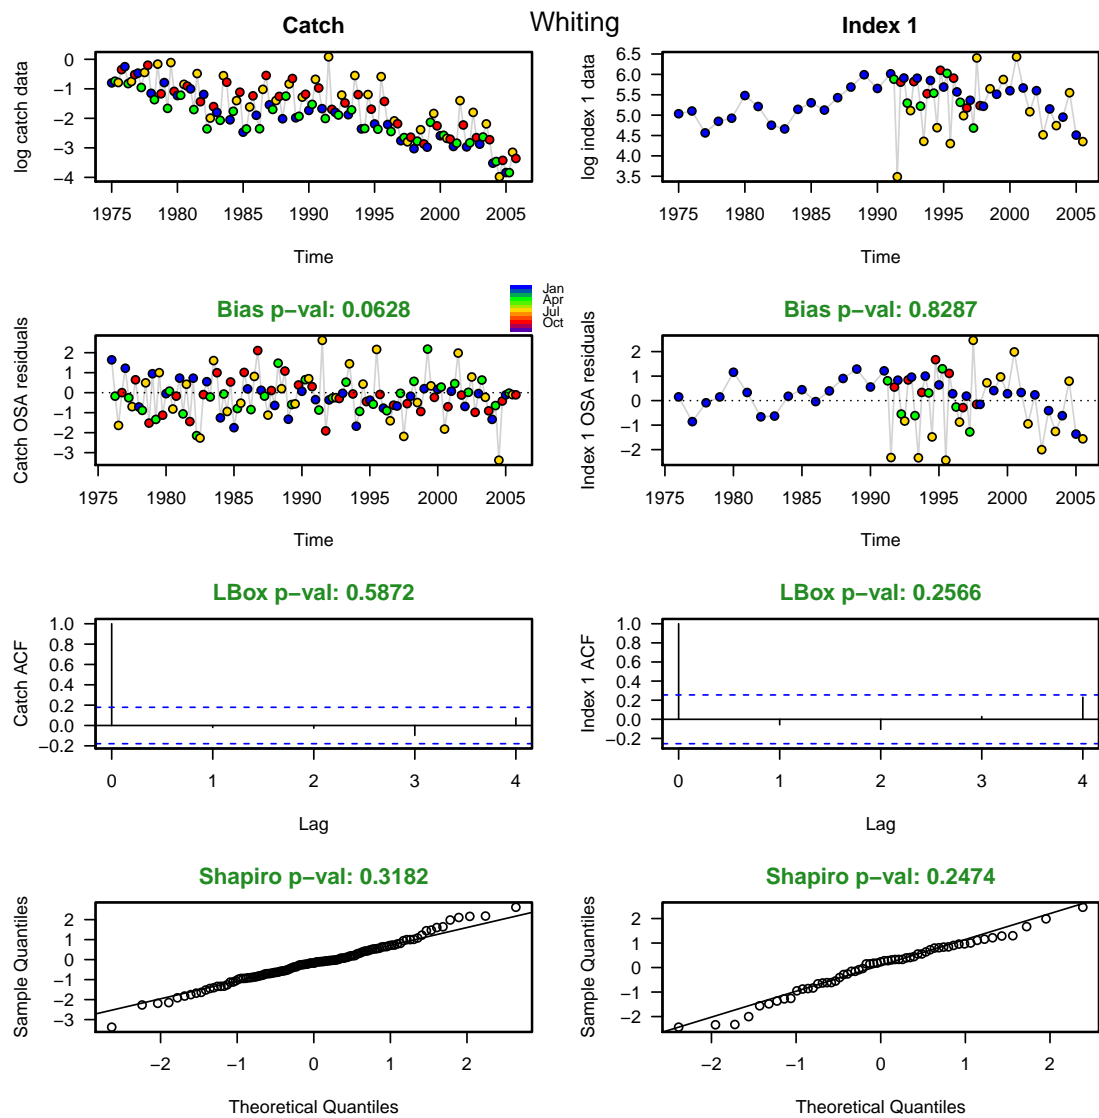 Whiting
Catch
log catch data
0
−1
−2
−3
−4
1975 1980 1985 1990 1995 2000 2005
Time
Index 1
log index 1 data
6.5
6.0
5.5
5.0
4.5
4.0
3.5
1975 1980 1985 1990 1995 2000 2005
Time
Bias p−val: 0.0628
Jan
Apr
Jul
Oct
Catch OSA residuals
2
1
0
−1
−2
−3
1975 1980 1985 1990 1995 2000 2005
Time
Bias p−val: 0.8287
Index 1 OSA residuals
2
1
0
−1
−2
1975 1980 1985 1990 1995 2000 2005
Time
LBox p−val: 0.5872
Catch ACF
1.0
0.8
0.6
0.4
0.2
0.0
−0.2
0 1 2 3 4
Lag
LBox p−val: 0.2566
Index 1 ACF
1.0
0.8
0.6
0.4
0.2
0.0
−0.2
0 1 2 3 4
Lag
Shapiro p−val: 0.3182
Sample Quantiles
2
1
0
−1
−2
−3
−2 −1 0 1 2
Theoretical Quantiles
Shapiro p−val: 0.2474
Sample Quantiles
2
1
0
−1
−2
−2 −1 0 1 2
Theoretical Quantiles